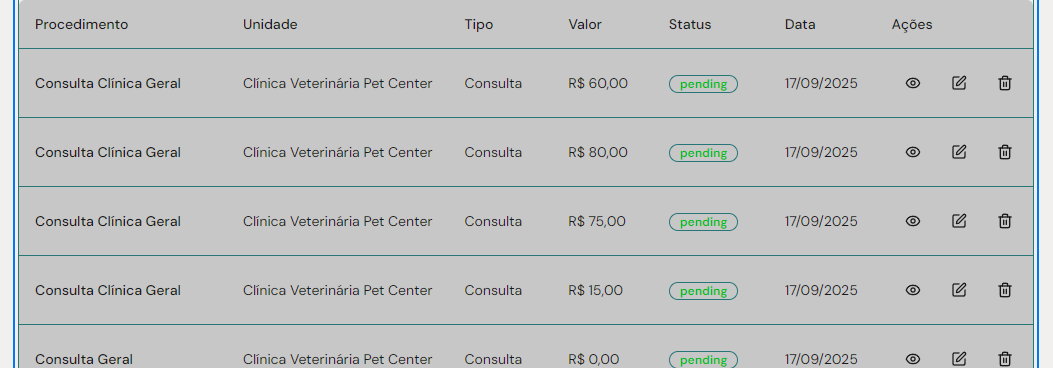 Procedimento Unidade Tipo Valor Status Data Ações
Consulta Clínica Geral Clínica Veterinária Pet Center Consulta R$ 60,00 pending 17/09/2025
Consulta Clínica Geral Clínica Veterinária Pet Center Consulta R$ 80,00 pending 17/09/2025
Consulta Clínica Geral Clínica Veterinária Pet Center Consulta R$ 75,00 pending 17/09/2025
Consulta Clínica Geral Clínica Veterinária Pet Center Consulta R$ 15,00 pending 17/09/2025
Consulta Geral Clínica Veterinária Pet Center Consulta R$ 0,00 pending 17/09/2025